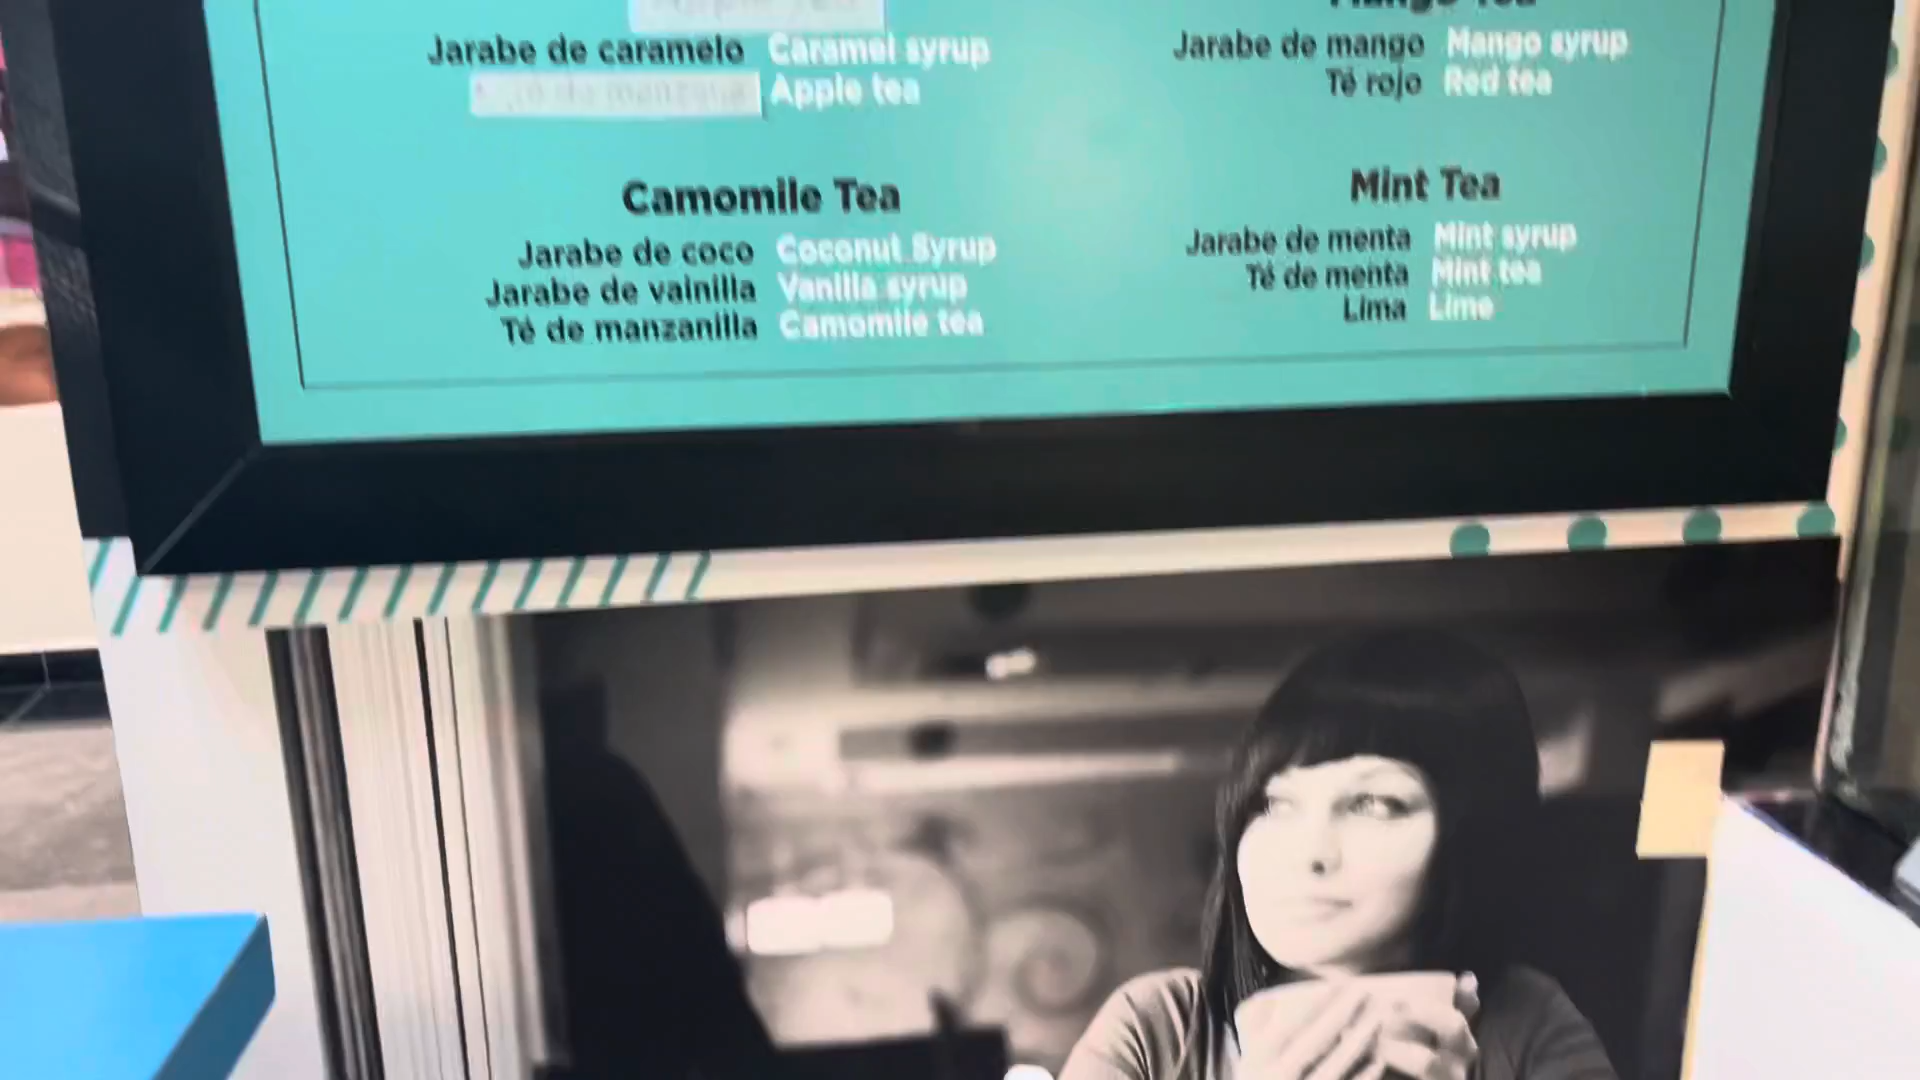 Jarabe de caramelo Caramel syrup
Apple tea
Mango Tea
Jarabe de mango Mango syrup
Té rojo Red tea
Camomile Tea
Jarabe de coco Coconut Syrup
Jarabe de vainilla Vanilla syrup
Té de manzanilla Camomile tea
Mint Tea
Jarabe de menta Mint syrup
Té de menta Mint tea
Lima Lime